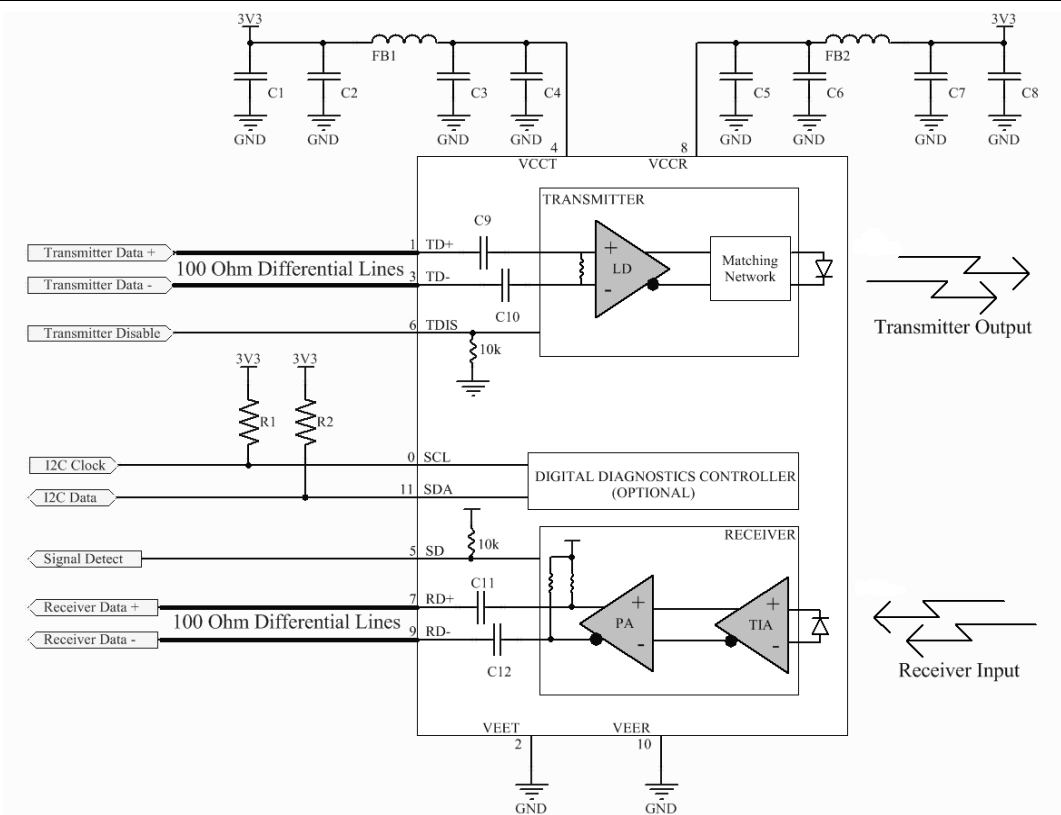 3V3
3V3
FB1
FB2
C1
C2
C3
C4
C5
C6
C7
C8
GND
GND
GND
GND
GND
GND
GND
GND
4
8
VCCT
VCCR
TRANSMITTER
C9
Transmitter Data +
1
TD+
+
LD
Matching
Network
100 Ohm Differential Lines
Transmitter Data -
3
TD-
-
C10
Transmitter Output
Transmitter Disable
6
TDIS
10k
3V3
3V3
R1
R2
I2C Clock
0
SCL
DIGITAL DIAGNOSTICS CONTROLLER
(OPTIONAL)
I2C Data
11
SDA
RECEIVER
10k
Signal Detect
5
SD
C11
Receiver Data +
7
RD+
+
+
PA
TIA
100 Ohm Differential Lines
Receiver Data -
9
RD-
-
-
C12
Receiver Input
VEET
VEER
2
10
GND
GND